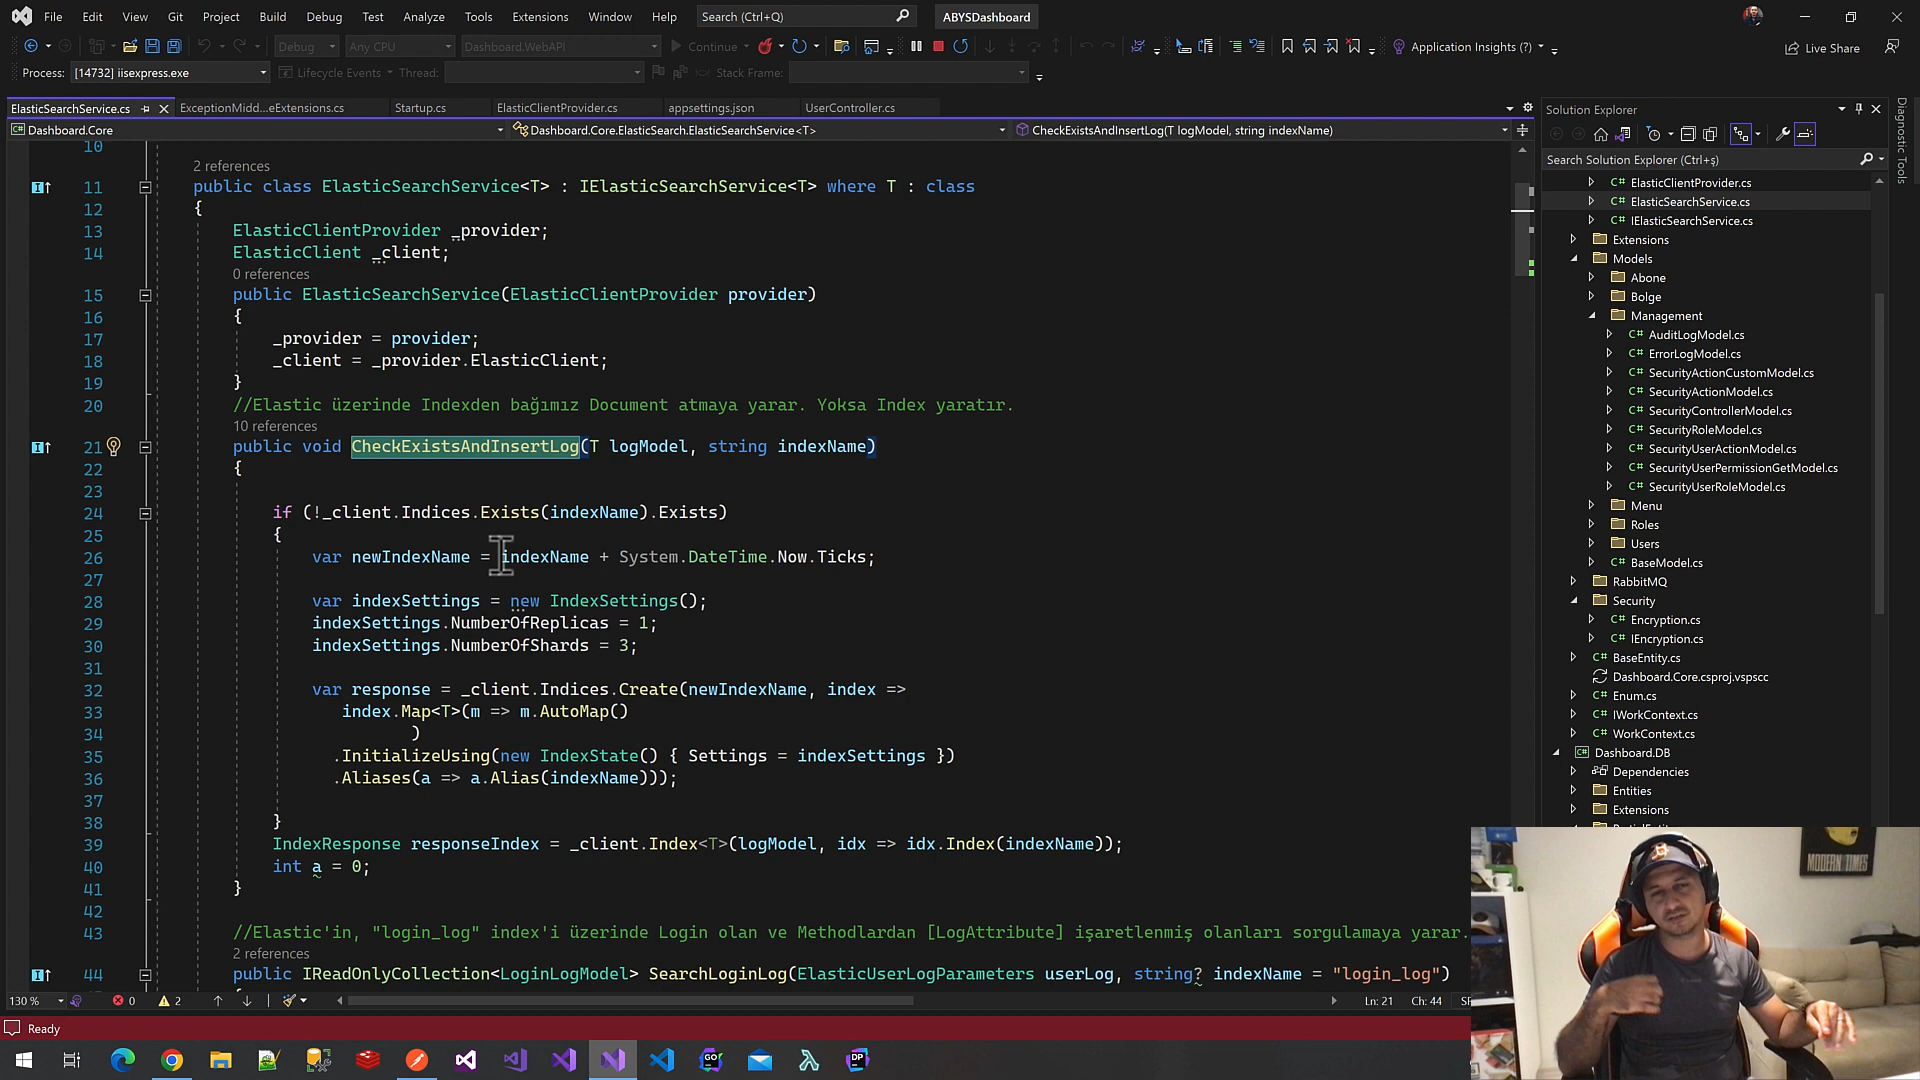 File Edit View Git Project Build Debug Test Analyze Tools Extensions Window Help Search (Ctrl+Q) ABYSDashboard
Debug Any CPU Dashboard.WebAPI Continue Application Insights (?) Live Share
Process: [14732] iisexpress.exe Lifecycle Events Thread: Stack Frame:
ElasticSearchService.cs ExceptionMidd...eExtensions.cs Startup.cs ElasticClientProvider.cs appsettings.json UserController.cs
Dashboard.Core Dashboard.Core.ElasticSearch.ElasticSearchService<T> CheckExistsAndInsertLog(T logModel, string indexName)
10
2 references
11 public class ElasticSearchService<T> : IElasticSearchService<T> where T : class
12 {
13 ElasticClientProvider _provider;
14 ElasticClient _client;
0 references
15 public ElasticSearchService(ElasticClientProvider provider)
16 {
17 _provider = provider;
18 _client = _provider.ElasticClient;
19 }
20 //Elastic üzerinde Indexden bağımız Document atmaya yarar. Yoksa Index yaratır.
10 references
21 public void CheckExistsAndInsertLog(T logModel, string indexName)
22 {
23
24 if (!_client.Indices.Exists(indexName).Exists)
25 {
26 var newIndexName = indexName + System.DateTime.Now.Ticks;
27
28 var indexSettings = new IndexSettings();
29 indexSettings.NumberOfReplicas = 1;
30 indexSettings.NumberOfShards = 3;
31
32 var response = _client.Indices.Create(newIndexName, index =>
33 index.Map<T>(m => m.AutoMap()
34 )
35 .InitializeUsing(new IndexState() { Settings = indexSettings })
36 .Aliases(a => a.Alias(indexName)));
37
38 }
39 IndexResponse responseIndex = _client.Index<T>(logModel, idx => idx.Index(indexName));
40 int a = 0;
41 }
42
43 //Elastic'in, "login_log" index'i üzerinde Login olan ve Methodlardan [LogAttribute] işaretlenmiş olanları sorgulamaya yarar.
2 references
44 public IReadOnlyCollection<LoginLogModel> SearchLoginLog(ElasticUserLogParameters userLog, string? indexName = "login_log")
130 % 0 2 Ln: 21 Ch: 44
Ready
Solution Explorer
Search Solution Explorer (Ctrl+ş)
ElasticClientProvider.cs
ElasticSearchService.cs
IElasticSearchService.cs
Extensions
Models
Abone
Bolge
Management
AuditLogModel.cs
ErrorLogModel.cs
SecurityActionCustomModel.cs
SecurityActionModel.cs
SecurityControllerModel.cs
SecurityRoleModel.cs
SecurityUserActionModel.cs
SecurityUserPermissionGetModel.cs
SecurityUserRoleModel.cs
Menu
Roles
Users
BaseModel.cs
RabbitMQ
Security
Encryption.cs
IEncryption.cs
BaseEntity.cs
Dashboard.Core.csproj.vspscc
Enum.cs
IWorkContext.cs
WorkContext.cs
Dashboard.DB
Dependencies
Entities
Extensions
Diagnostic Tools
MODERN TIMES